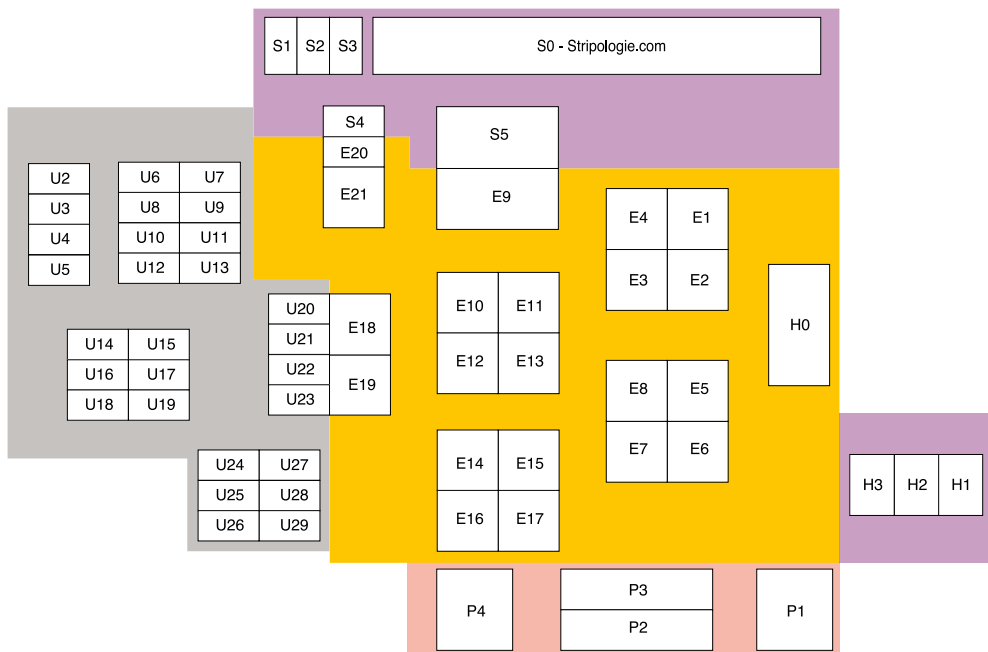 S1 S2 S3 S0 - Stripologie.com
S4 S5
E20
E21 E9
U2 U6 U7
U3 U8 U9
U4 U10 U11
U5 U12 U13
E4 E1
E3 E2
U20 E18 E10 E11 H0
U21
U14 U15 E12 E13
U22 E19
U16 U17
U23 E8 E5
U18 U19
E7 E6
U24 U27 E14 E15
U25 U28 H3 H2 H1
U26 U29 E16 E17
P4 P3 P1
P2